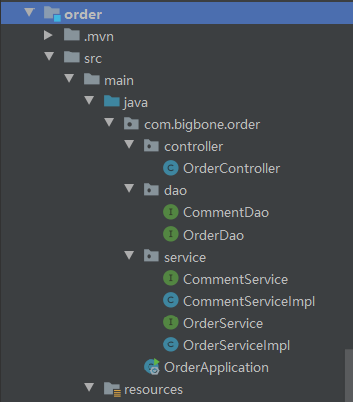 order
.mvn
src
main
java
com.bigbone.order
controller
C OrderController
dao
I CommentDao
I OrderDao
service
I CommentService
C CommentServiceImpl
I OrderService
C OrderServiceImpl
OrderApplication
resources